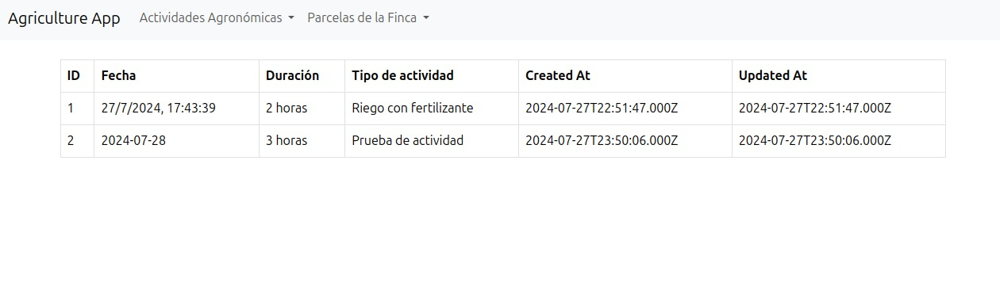 Agriculture App Actividades Agronómicas Parcelas de la Finca
ID Fecha Duración Tipo de actividad Created At Updated At
1 27/7/2024, 17:43:39 2 horas Riego con fertilizante 2024-07-27T22:51:47.000Z 2024-07-27T22:51:47.000Z
2 2024-07-28 3 horas Prueba de actividad 2024-07-27T23:50:06.000Z 2024-07-27T23:50:06.000Z